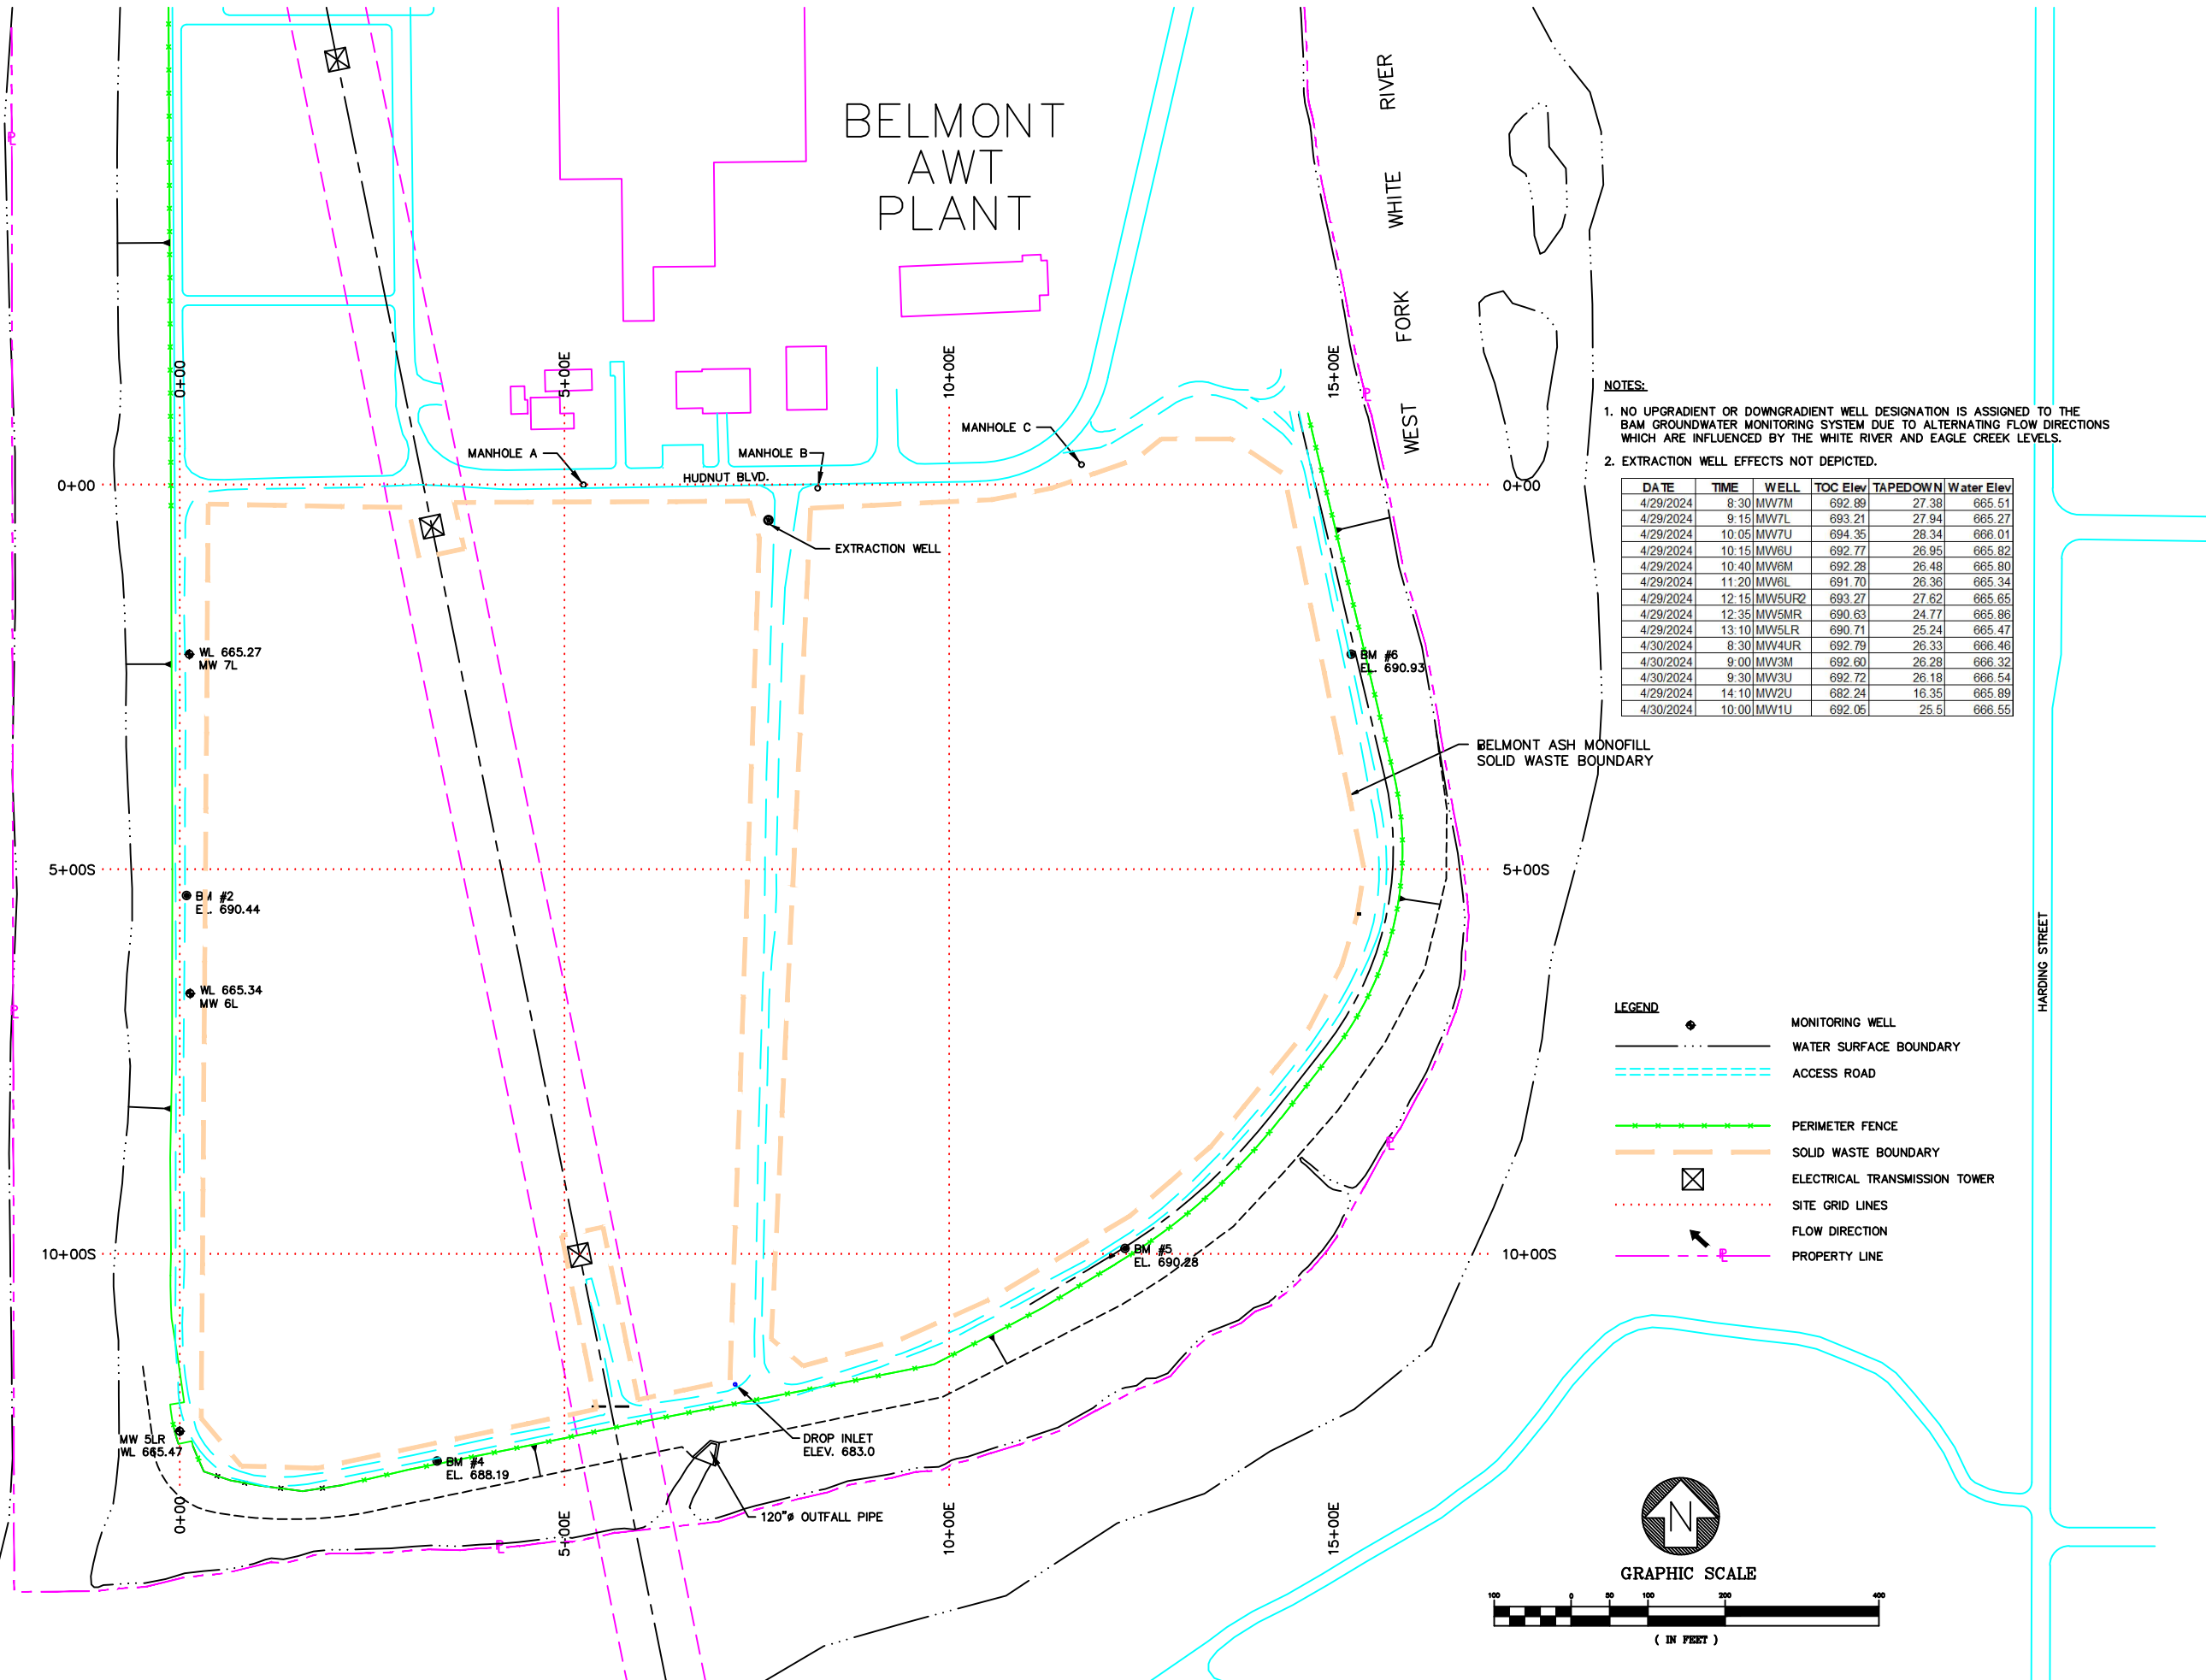 BELMONT
AWT
PLANT
WEST FORK WHITE RIVER
0+00
5+00E
10+00E
15+00E
MANHOLE A
MANHOLE B
MANHOLE C
HUDNUT BLVD.
0+00
0+00
EXTRACTION WELL
WL 665.27
MW 7L
BM #6
EL. 690.93
BELMONT ASH MONOFILL
SOLID WASTE BOUNDARY
5+00S
5+00S
BM #2
EL. 690.44
WL 665.34
MW 6L
10+00S
10+00S
BM #5
EL. 690.28
MW 5LR
WL 665.47
BM #4
EL. 688.19
DROP INLET
ELEV. 683.0
120"ø OUTFALL PIPE
0+00
5+00E
10+00E
15+00E
NOTES:
1. NO UPGRADIENT OR DOWNGRADIENT WELL DESIGNATION IS ASSIGNED TO THE
BAM GROUNDWATER MONITORING SYSTEM DUE TO ALTERNATING FLOW DIRECTIONS
WHICH ARE INFLUENCED BY THE WHITE RIVER AND EAGLE CREEK LEVELS.
2. EXTRACTION WELL EFFECTS NOT DEPICTED.
DATE TIME WELL TOC Elev TAPEDOWN Water Elev
4/29/2024 8:30 MW7M 692.89 27.38 665.51
4/29/2024 9:15 MW7L 693.21 27.94 665.27
4/29/2024 10:05 MW7U 694.35 28.34 666.01
4/29/2024 10:15 MW6U 692.77 26.95 665.82
4/29/2024 10:40 MW6M 692.28 26.48 665.80
4/29/2024 11:20 MW6L 691.70 26.36 665.34
4/29/2024 12:15 MW5UR2 693.27 27.62 665.65
4/29/2024 12:35 MW5MR 690.63 24.77 665.86
4/29/2024 13:10 MW5LR 690.71 25.24 665.47
4/30/2024 8:30 MW4UR 692.79 26.33 666.46
4/30/2024 9:00 MW3M 692.60 26.28 666.32
4/30/2024 9:30 MW3U 692.72 26.18 666.54
4/29/2024 14:10 MW2U 682.24 16.35 665.89
4/30/2024 10:00 MW1U 692.05 25.5 666.55
HARDING STREET
LEGEND
MONITORING WELL
WATER SURFACE BOUNDARY
ACCESS ROAD
PERIMETER FENCE
SOLID WASTE BOUNDARY
ELECTRICAL TRANSMISSION TOWER
SITE GRID LINES
FLOW DIRECTION
PROPERTY LINE
N
GRAPHIC SCALE
100 0 50 100 200 400
( IN FEET )